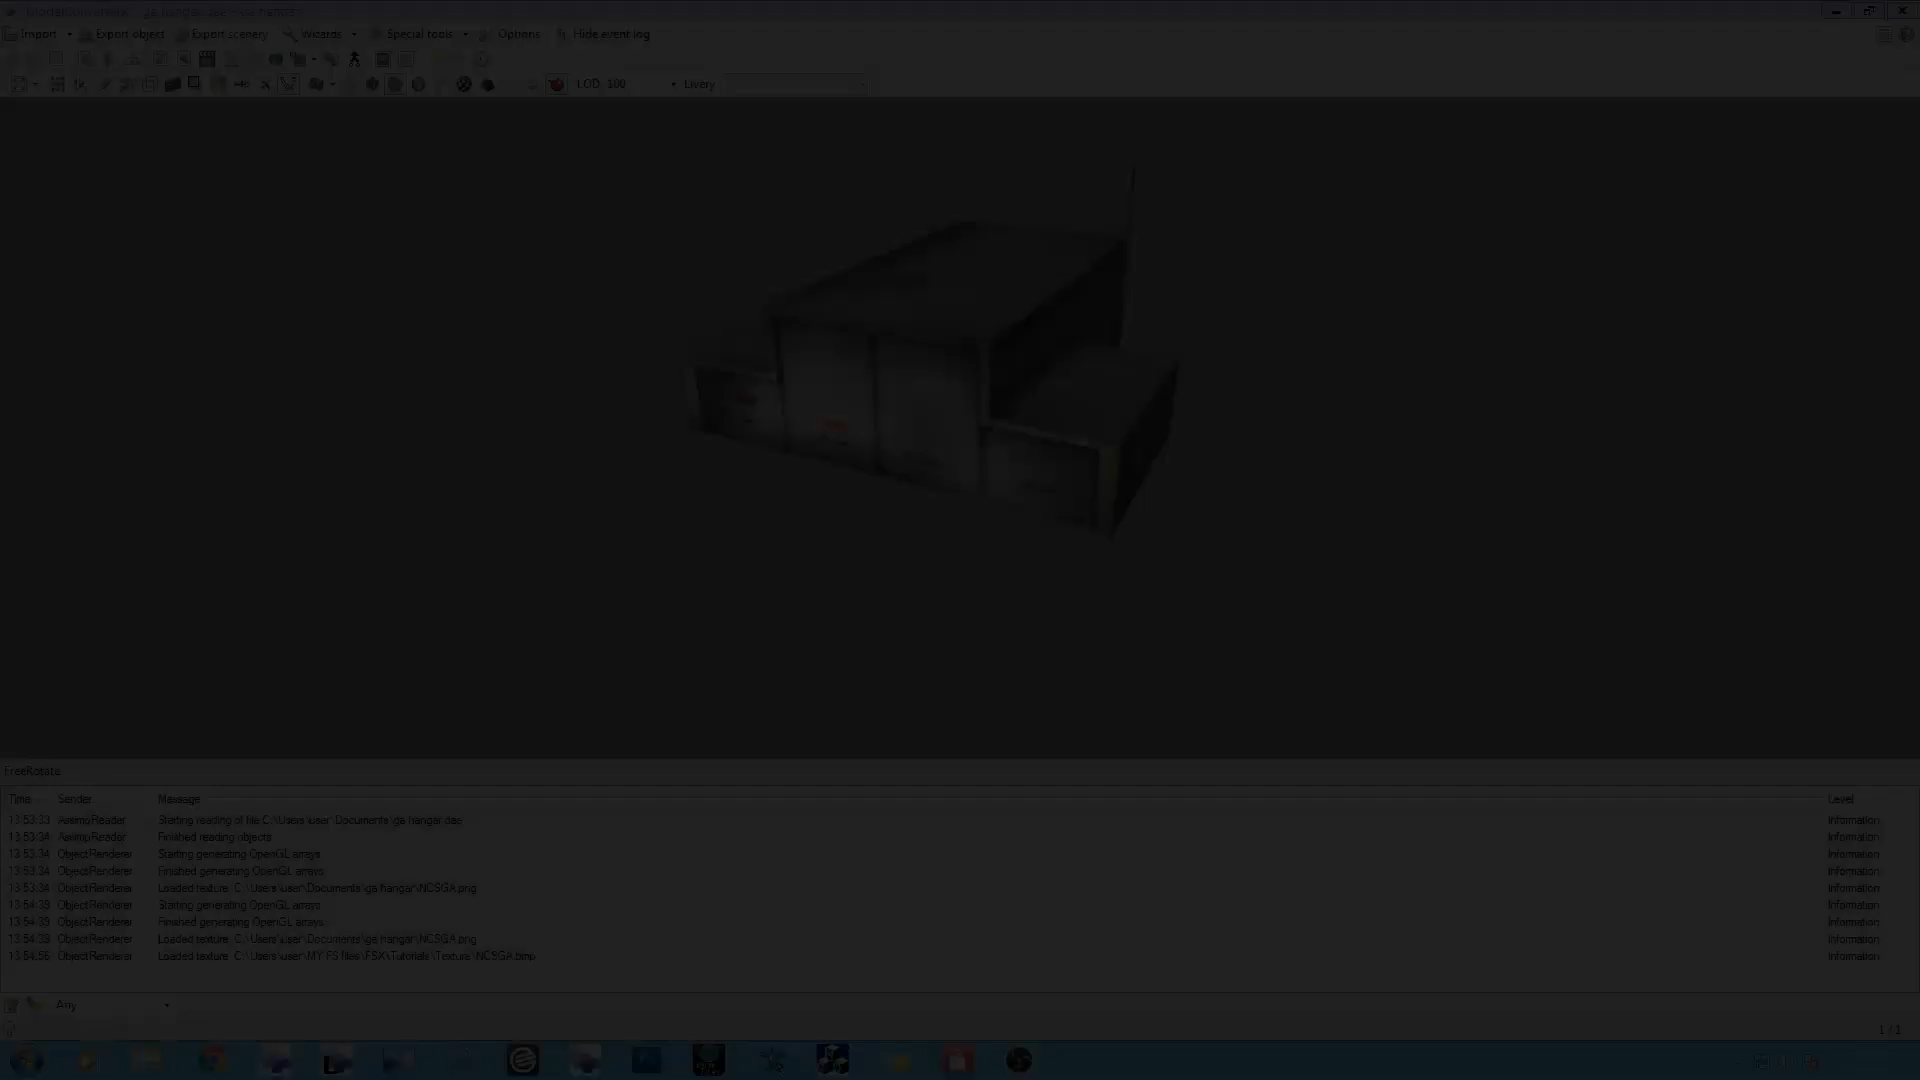 Import Export object Export scenery Wizards Special tools Options Hide event log
LOD: 100 Livery
FreeRotate
Time Sender Message Level
13:53:33 AssimpReader Starting reading of file C:\Users\user\Documents\ga hangar.dae Information
13:53:34 AssimpReader Finished reading objects Information
13:53:34 ObjectRenderer Starting generating OpenGL arrays Information
13:53:34 ObjectRenderer Finished generating OpenGL arrays Information
13:53:34 ObjectRenderer Loaded texture: C:\Users\user\Documents\ga hangar\NCSGA.png Information
13:54:39 ObjectRenderer Starting generating OpenGL arrays Information
13:54:39 ObjectRenderer Finished generating OpenGL arrays Information
13:54:39 ObjectRenderer Loaded texture: C:\Users\user\Documents\ga hangar\NCSGA.png Information
13:54:56 ObjectRenderer Loaded texture: C:\Users\user\MY FS files\FSX\Tutorials\Texture\NCSGA.bmp Information
Any
1 / 1